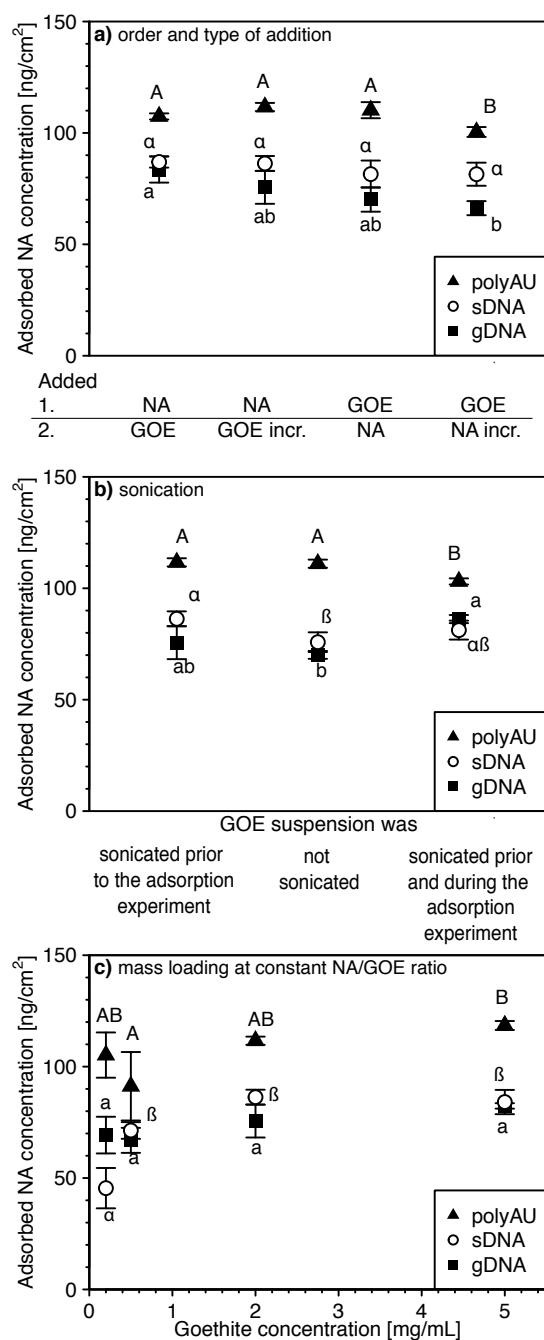 a) order and type of addition
Adsorbed NA concentration [ng/cm²]
150
100
50
0
A
A
A
B
α
α
α
α
a
ab
ab
b
polyAU
sDNA
gDNA
Added
1. NA NA GOE GOE
2. GOE GOE incr. NA NA incr.
b) sonication
Adsorbed NA concentration [ng/cm²]
150
100
50
0
A
A
B
α
ß
a
ab
b
αß
polyAU
sDNA
gDNA
GOE suspension was
sonicated prior
to the adsorption
experiment
not
sonicated
sonicated prior
and during the
adsorption
experiment
c) mass loading at constant NA/GOE ratio
Adsorbed NA concentration [ng/cm²]
150
100
50
0
AB
A
AB
B
a
ß
ß
ß
α
a
a
a
polyAU
sDNA
gDNA
0 1 2 3 4 5
Goethite concentration [mg/mL]